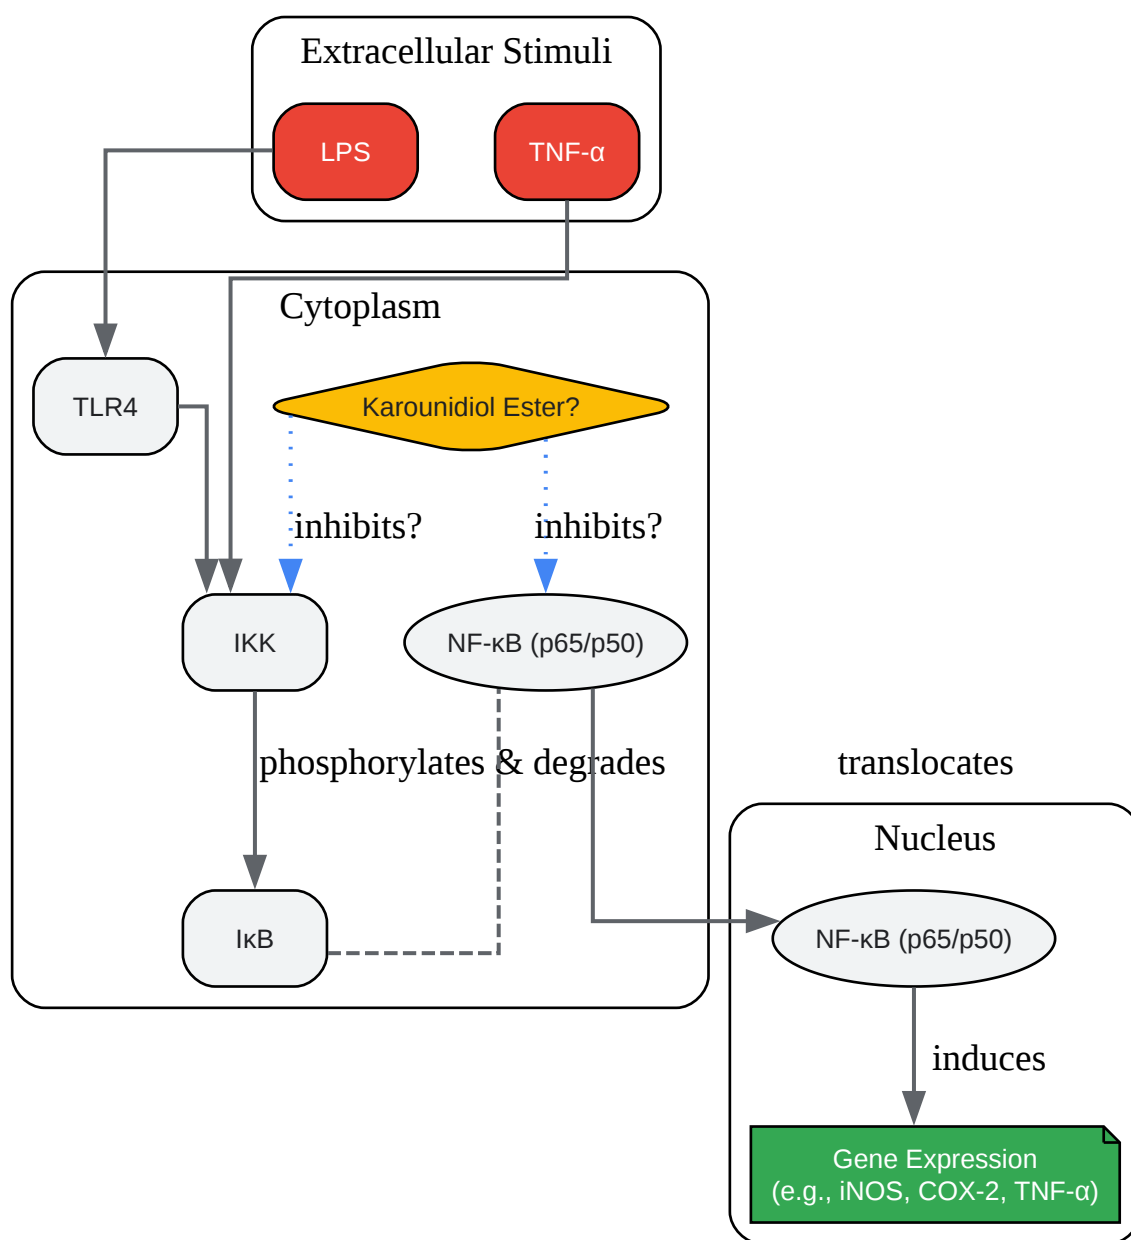 Extracellular Stimuli
LPS
TNF-α
Cytoplasm
TLR4
Karounidiol Ester?
inhibits?
inhibits?
IKK
NF-κB (p65/p50)
phosphorylates & degrades
translocates
Nucleus
IκB
NF-κB (p65/p50)
induces
Gene Expression
(e.g., iNOS, COX-2, TNF-α)